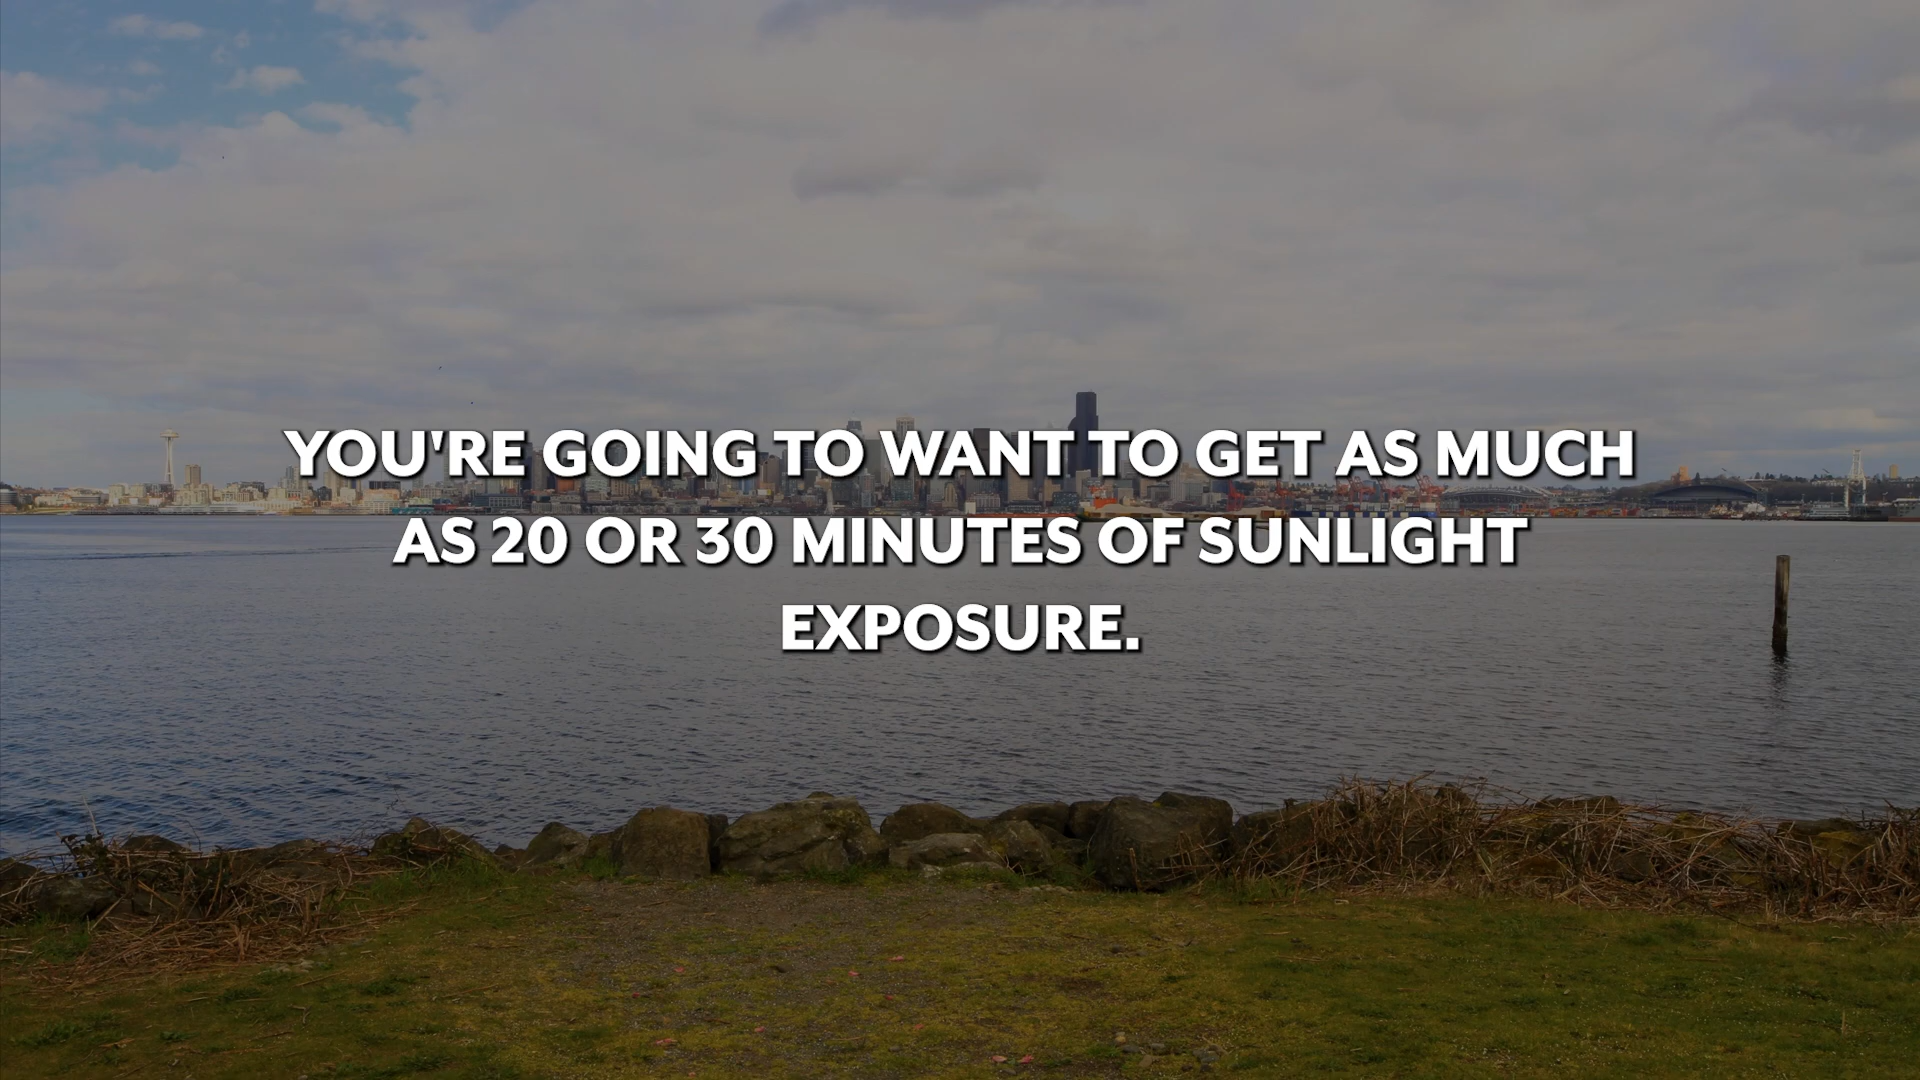 YOU'RE GOING TO WANT TO GET AS MUCH
AS 20 OR 30 MINUTES OF SUNLIGHT
EXPOSURE.